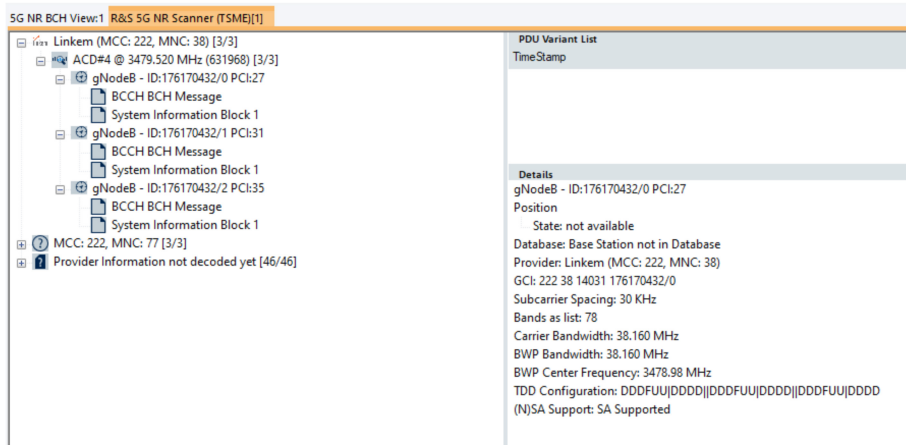 5G NR BCH View:1 R&S 5G NR Scanner (TSME)[1]
Linkem (MCC: 222, MNC: 38) [3/3]
ACD#4 @ 3479.520 MHz (631968) [3/3]
gNodeB - ID:176170432/0 PCI:27
BCCH BCH Message
System Information Block 1
gNodeB - ID:176170432/1 PCI:31
BCCH BCH Message
System Information Block 1
gNodeB - ID:176170432/2 PCI:35
BCCH BCH Message
System Information Block 1
MCC: 222, MNC: 77 [3/3]
Provider Information not decoded yet [46/46]
PDU Variant List
TimeStamp
Details
gNodeB - ID:176170432/0 PCI:27
Position
State: not available
Database: Base Station not in Database
Provider: Linkem (MCC: 222, MNC: 38)
GCI: 222 38 14031 176170432/0
Subcarrier Spacing: 30 KHz
Bands as list: 78
Carrier Bandwidth: 38.160 MHz
BWP Bandwidth: 38.160 MHz
BWP Center Frequency: 3478.98 MHz
TDD Configuration: DDDFUU|DDDD||DDDFUU|DDDD||DDDFUU|DDDD
(N)SA Support: SA Supported